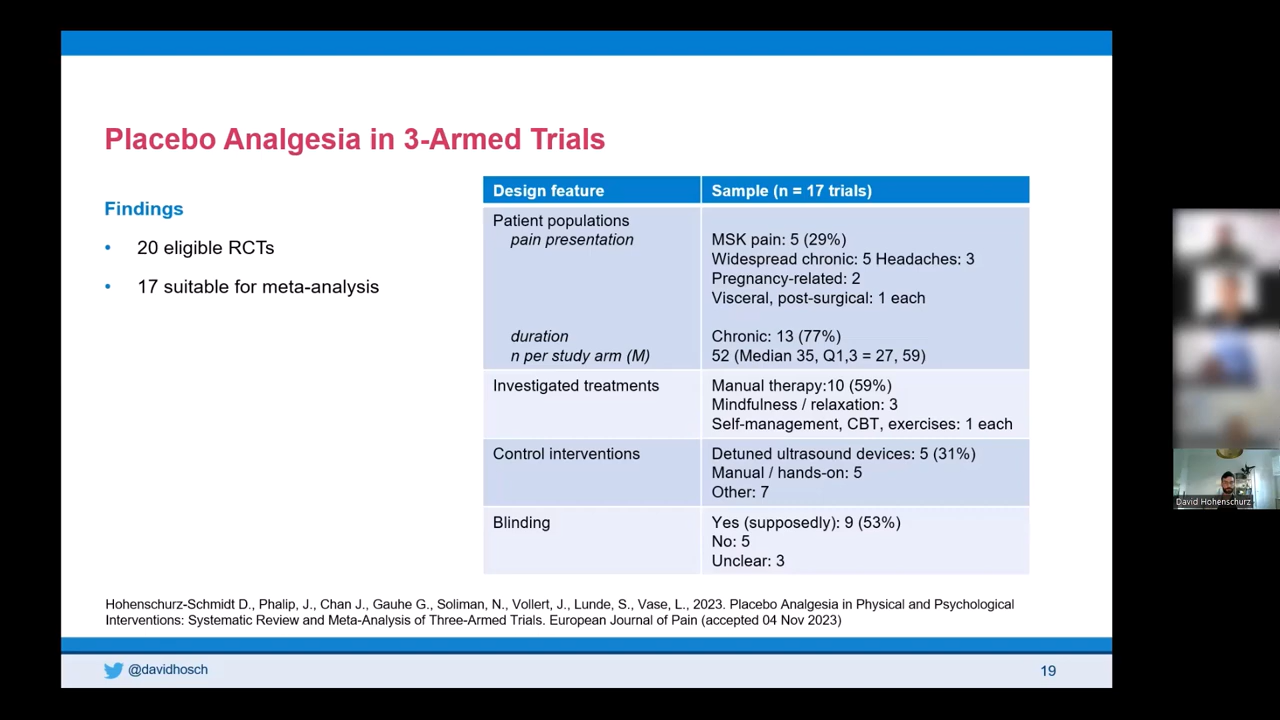 Placebo Analgesia in 3-Armed Trials
Findings
• 20 eligible RCTs
• 17 suitable for meta-analysis
Design feature Sample (n = 17 trials)
Patient populations
pain presentation MSK pain: 5 (29%)
Widespread chronic: 5 Headaches: 3
Pregnancy-related: 2
Visceral, post-surgical: 1 each
duration Chronic: 13 (77%)
n per study arm (M) 52 (Median 35, Q1,3 = 27, 59)
Investigated treatments Manual therapy:10 (59%)
Mindfulness / relaxation: 3
Self-management, CBT, exercises: 1 each
Control interventions Detuned ultrasound devices: 5 (31%)
Manual / hands-on: 5
Other: 7
Blinding Yes (supposedly): 9 (53%)
No: 5
Unclear: 3
Hohenschurz-Schmidt D., Phalip, J., Chan J., Gauhe G., Soliman, N., Vollert, J., Lunde, S., Vase, L., 2023. Placebo Analgesia in Physical and Psychological
Interventions: Systematic Review and Meta-Analysis of Three-Armed Trials. European Journal of Pain (accepted 04 Nov 2023)
@davidhosch
19
David Hohenschurz